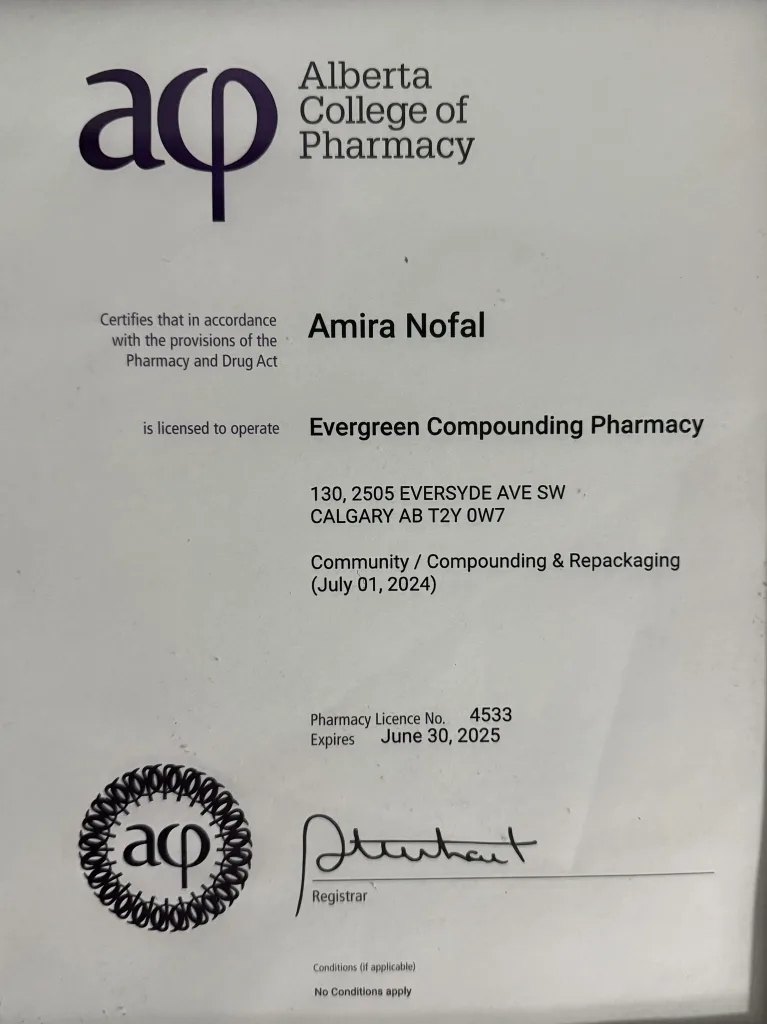 acp
Alberta
College of
Pharmacy
Certifies that in accordance
with the provisions of the
Pharmacy and Drug Act
Amira Nofal
is licensed to operate
Evergreen Compounding Pharmacy
130, 2505 EVERSYDE AVE SW
CALGARY AB T2Y 0W7
Community / Compounding & Repackaging
(July 01, 2024)
Pharmacy Licence No. 4533
Expires June 30, 2025
acp
Registrar
Conditions (if applicable)
No Conditions apply